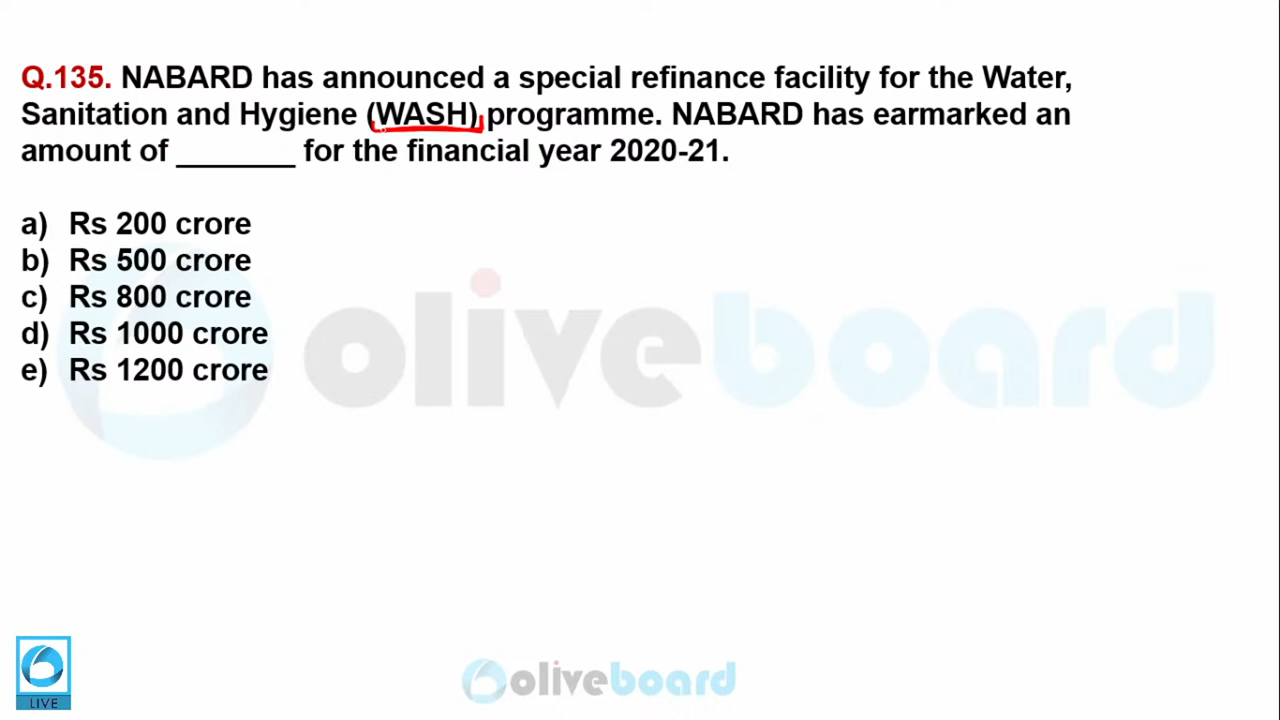 Q.135. NABARD has announced a special refinance facility for the Water,
Sanitation and Hygiene (WASH) programme. NABARD has earmarked an
amount of _______ for the financial year 2020-21.
a) Rs 200 crore
b) Rs 500 crore
c) Rs 800 crore
d) Rs 1000 crore
e) Rs 1200 crore
oliveboard
LIVE
oliveboard